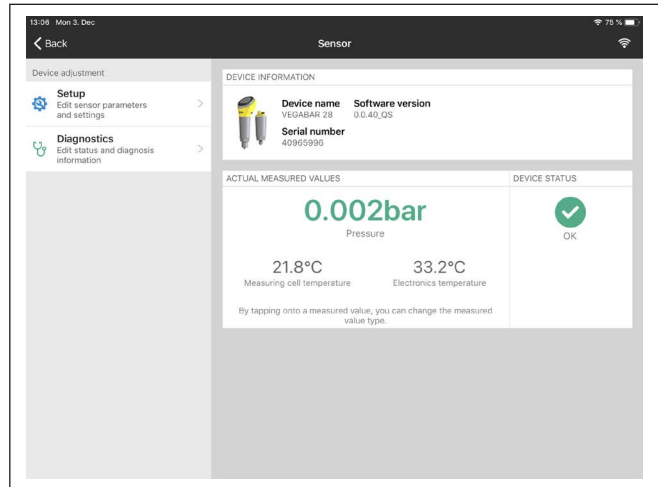 13:06 Mon 3. Dec
75 %
Back
Sensor
Device adjustment
Setup
Edit sensor parameters
and settings
Diagnostics
Edit status and diagnosis
information
DEVICE INFORMATION
Device name Software version
VEGABAR 28 0.0.40_QS
Serial number
40965996
ACTUAL MEASURED VALUES
DEVICE STATUS
0.002bar
Pressure
OK
21.8°C 33.2°C
Measuring cell temperature Electronics temperature
By tapping onto a measured value, you can change the measured
value type.